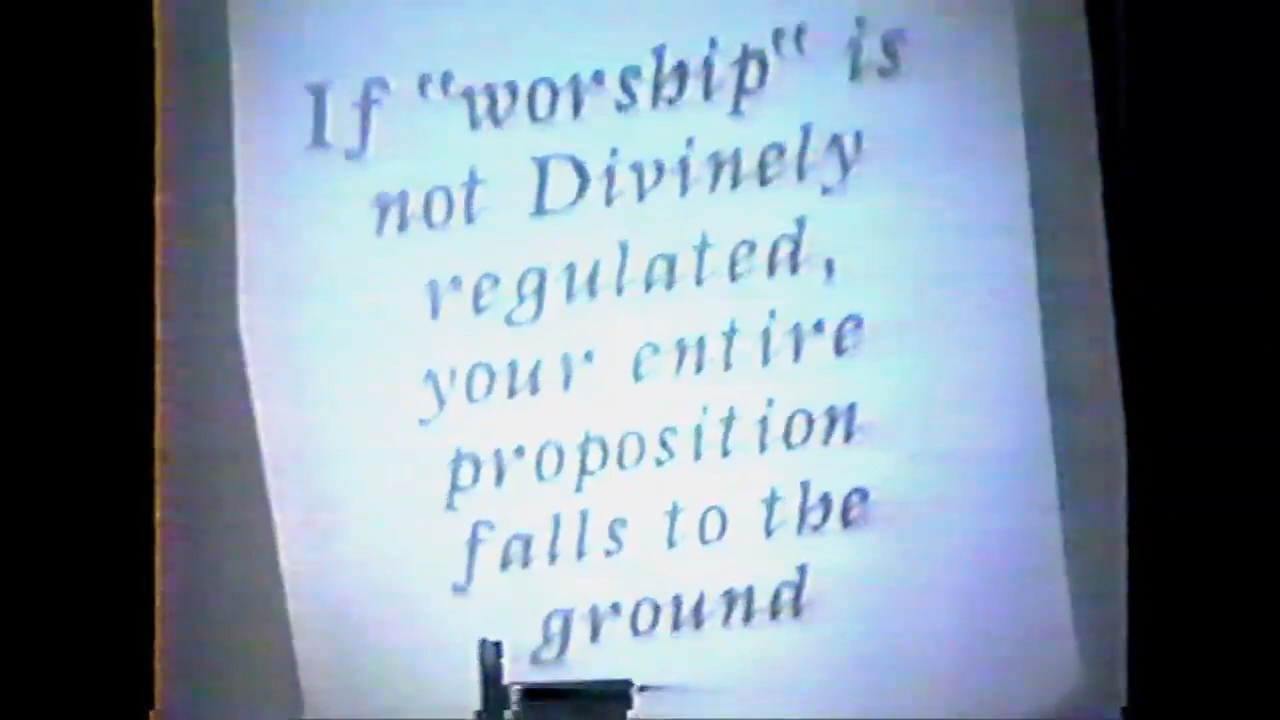 If "worship" is
not Divinely
regulated,
your entire
proposition
falls to the
ground